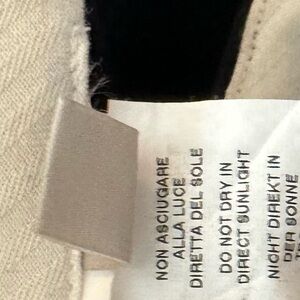 NON ASCIUGARE
ALLA LUCE
DIRETTA DEL SOLE
DO NOT DRY IN
DIRECT SUNLIGHT
NICHT DIREKT IN
DER SONNE